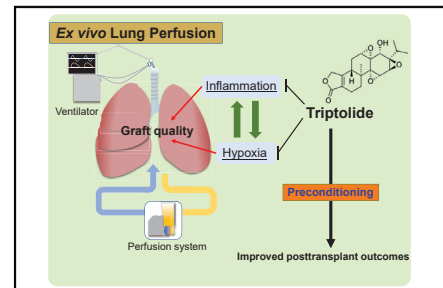 Ex vivo Lung Perfusion
Ventilator
Inflammation
Graft quality
Hypoxia
Triptolide
Preconditioning
Perfusion system
Improved posttransplant outcomes
O
O
OH
O
O
H
O